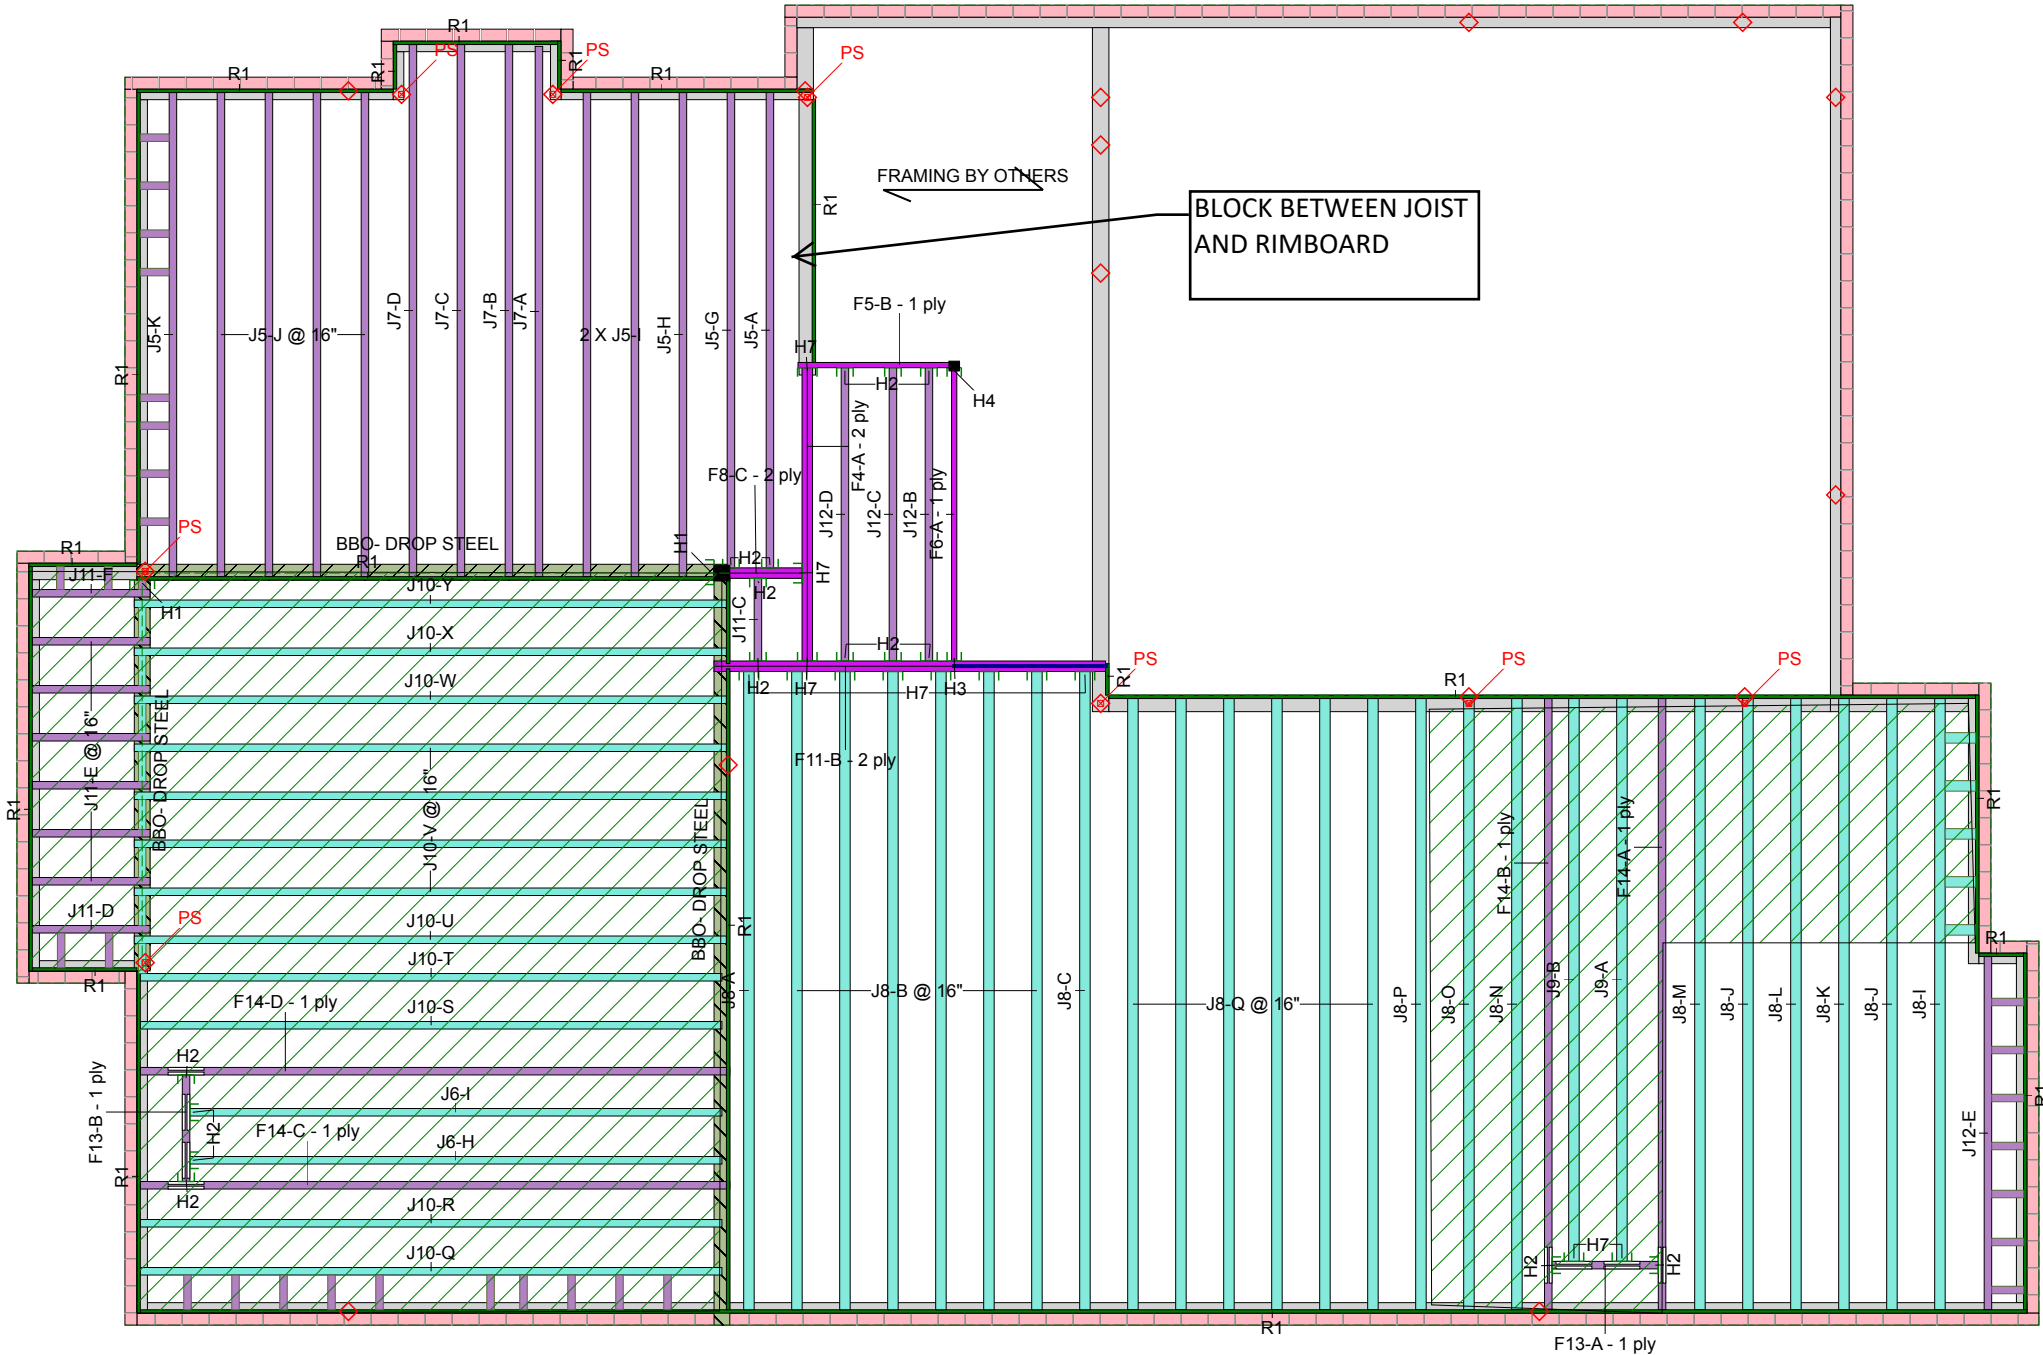 R1
PS
PS
R1
R1
R1
R1
PS
FRAMING BY OTHERS
BLOCK BETWEEN JOIST
AND RIMBOARD
R1
F5-B - 1 ply
J5-K
J5-J @ 16"
J7-D
J7-C
J7-B
J7-A
2 X J5-I
J5-H
J5-G
J5-A
H7
R1
H2
H4
F4-A - 2 ply
F8-C - 2 ply
J12-D
J12-C
J12-B
F6-A - 1 ply
PS
BBO- DROP STEEL
R1
H1
H2
H7
R1
J11-F
J10-Y
H2
H1
J11-C
J10-X
H2
PS
PS
PS
R1
R1
J10-W
H2
H7
H7
H3
J11-E @ 16"
BBO- DROP STEEL
J10-V @ 16"
F11-B - 2 ply
R1
R1
BBO- DROP STEEL
F14-B - 1 ply
F14-A - 1 ply
J11-D
PS
J10-U
R1
R1
J10-T
R1
J8-A
J8-B @ 16"
J8-C
J8-Q @ 16"
J8-P
J8-O
J8-N
J9-B
J9-A
J8-M
J8-J
J8-L
J8-K
J8-J
J8-I
F14-D - 1 ply
J10-S
H2
F13-B - 1 ply
J6-I
R1
H2
F14-C - 1 ply
J6-H
J12-E
R1
H2
J10-R
J10-Q
H7
H2
H2
R1
F13-A - 1 ply